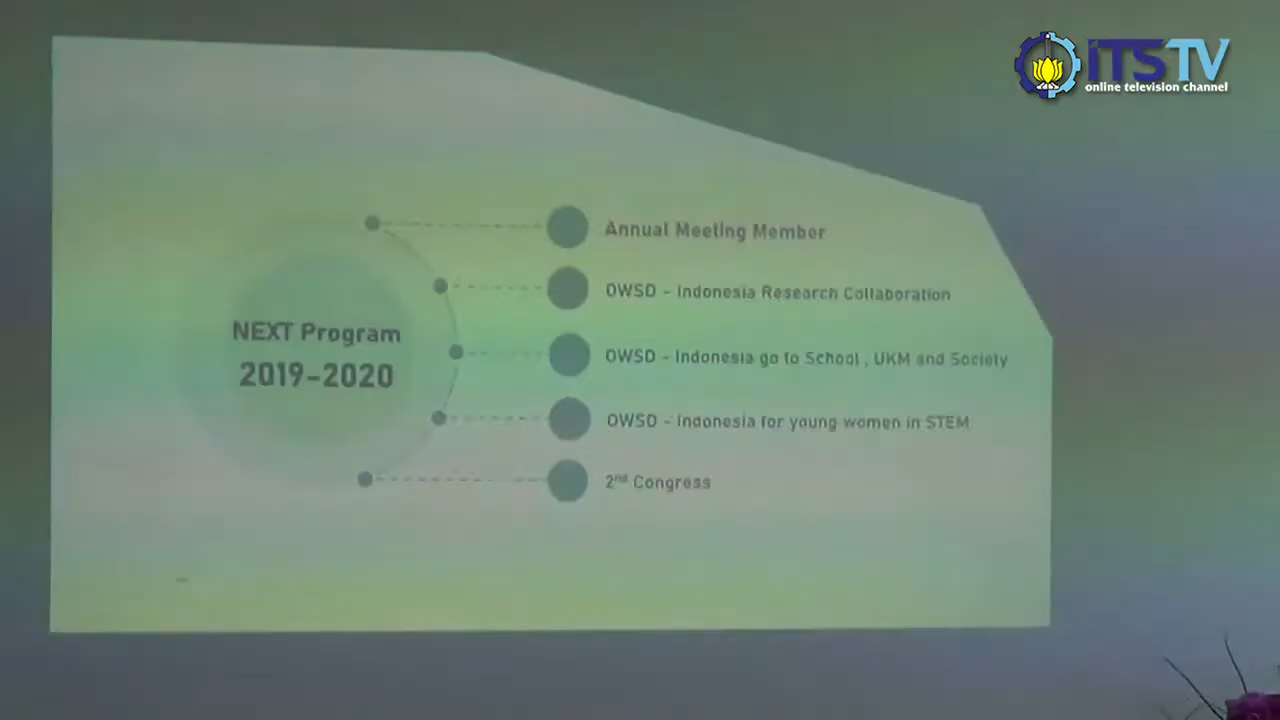 iTSTV
online television channel
NEXT Program
2019-2020
Annual Meeting Member
OWSD - Indonesia Research Collaboration
OWSD - Indonesia go to School , UKM and Society
OWSD - Indonesia for young women in STEM
2nd Congress